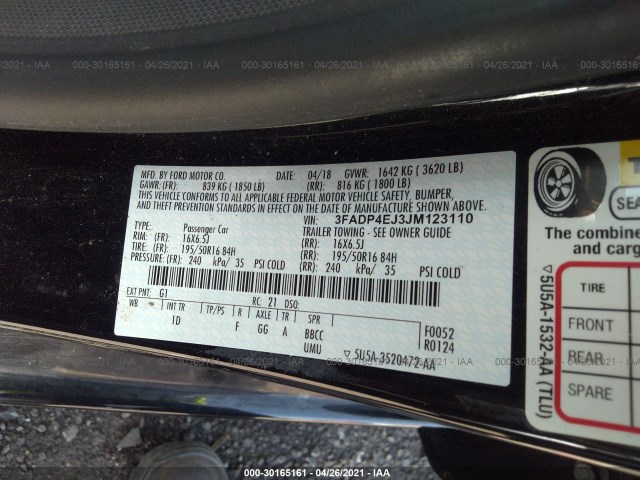 000-30165161 - 04/26/2021 - IAA
MFD. BY FORD MOTOR CO.
DATE: 04/18 GVWR: 1642 KG ( 3620 LB)
GAWR: (FR): 839 KG ( 1850 LB) (RR): 816 KG ( 1800 LB)
THIS VEHICLE CONFORMS TO ALL APPLICABLE FEDERAL MOTOR VEHICLE SAFETY, BUMPER,
AND THEFT PREVENTION STANDARDS IN EFFECT ON THE DATE OF MANUFACTURE SHOWN ABOVE.
VIN: 3FADP4EJ3JM123110
TYPE: Passenger Car TRAILER TOWING - SEE OWNER GUIDE
RIM: (FR): 16X6.5J (RR): 16X6.5J
TIRE: (FR): 195/50R16 84H (RR): 195/50R16 84H
PRESSURE: (FR): 240 kPa/ 35 PSI COLD (RR): 240 kPa/ 35 PSI COLD
EXT PNT: G1 RC: 21 DSO:
WB INT TR TP/PS R AXLE TR SPR
1D F GG A BBCC F0052
UMU R0124
▽ 5U5A-3520472-AA
The combine
and carg
TIRE
FRONT
REAR
SPARE
▽5U5A-1532-AA (TLU)
000-30165161 - 04/26/2021 - IAA